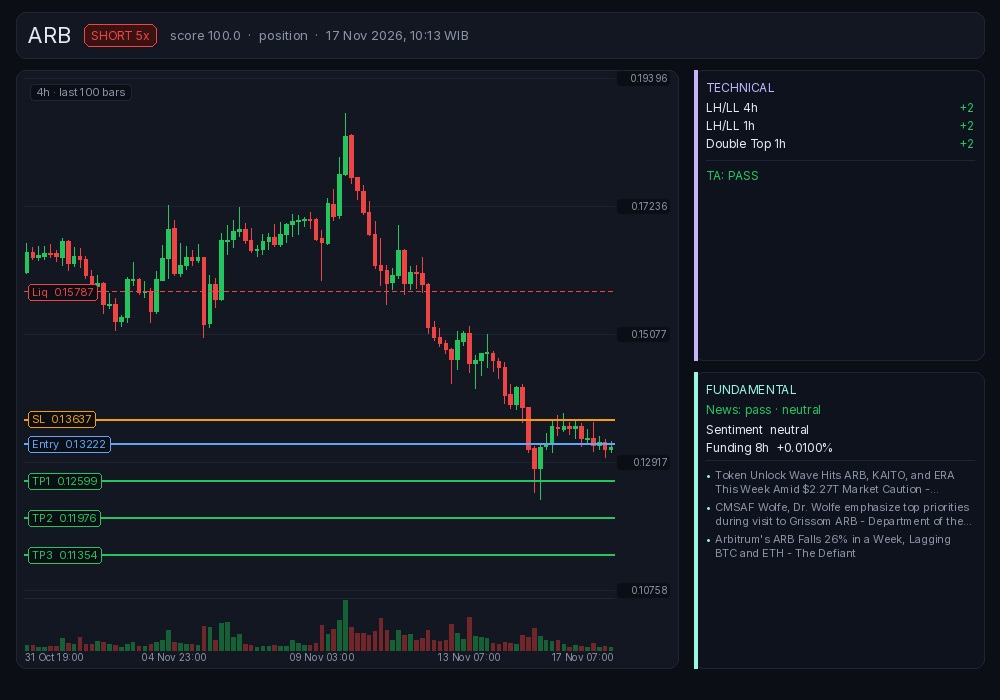 ARB SHORT 5x score 100.0 · position · 17 Nov 2026, 10:13 WIB
4h · last 100 bars
0.19396
0.17236
Liq 0.15787
0.15077
SL 0.13637
Entry 0.13222
0.12917
TP1 0.12599
TP2 0.11976
TP3 0.11354
0.10758
31 Oct 19:00 04 Nov 23:00 09 Nov 03:00 13 Nov 07:00 17 Nov 07:00
TECHNICAL
LH/LL 4h +2
LH/LL 1h +2
Double Top 1h +2
TA: PASS
FUNDAMENTAL
News: pass · neutral
Sentiment neutral
Funding 8h +0.0100%
• Token Unlock Wave Hits ARB, KAITO, and ERA
This Week Amid $2.27T Market Caution -...
• CMSAF Wolfe, Dr. Wolfe emphasize top priorities
during visit to Grissom ARB - Department of the...
• Arbitrum's ARB Falls 26% in a Week, Lagging
BTC and ETH - The Defiant